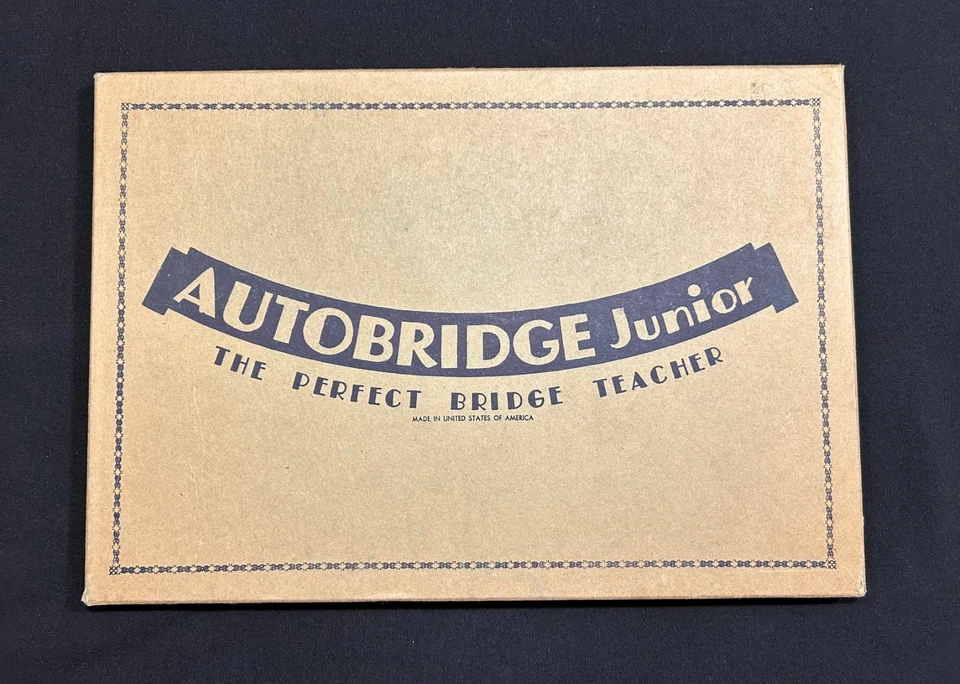 AUTOBRIDGE Junior
THE PERFECT BRIDGE TEACHER
MADE IN UNITED STATES OF AMERICA